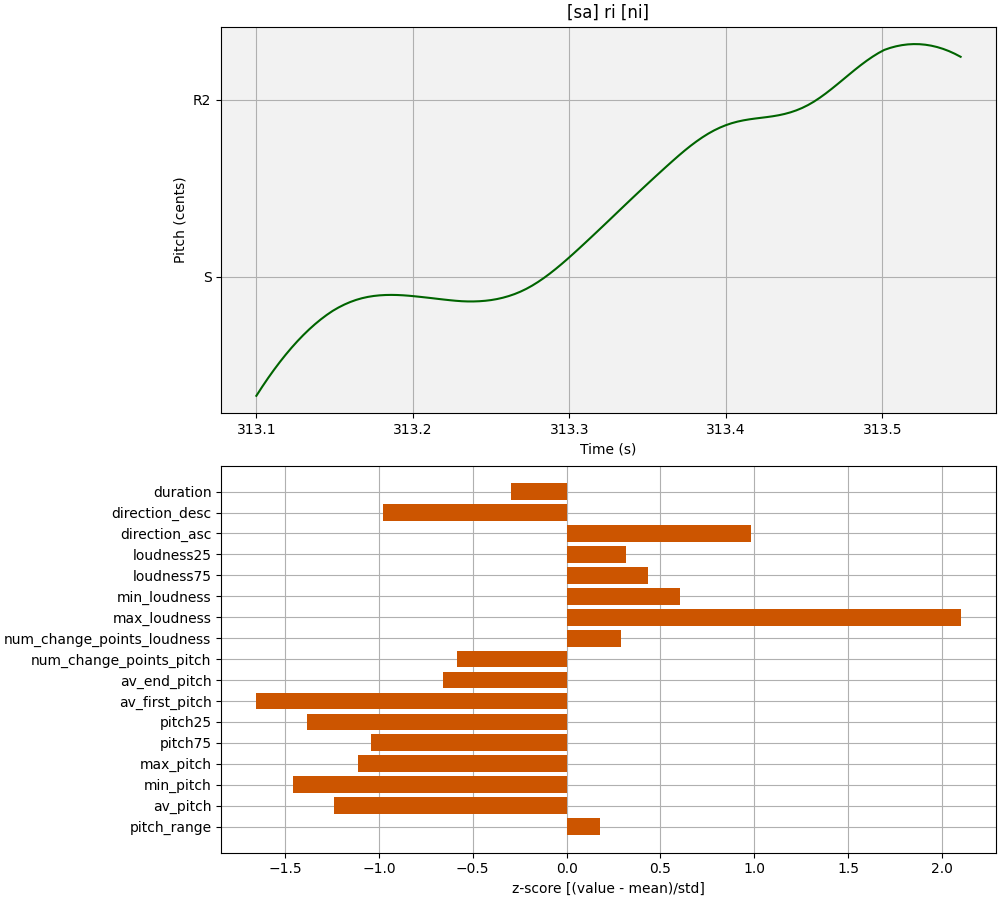 [sa] ri [ni]
R2
S
Pitch (cents)
313.1 313.2 313.3 313.4 313.5
Time (s)
duration
direction_desc
direction_asc
loudness25
loudness75
min_loudness
max_loudness
num_change_points_loudness
num_change_points_pitch
av_end_pitch
av_first_pitch
pitch25
pitch75
max_pitch
min_pitch
av_pitch
pitch_range
−1.5 −1.0 −0.5 0.0 0.5 1.0 1.5 2.0
z-score [(value - mean)/std]